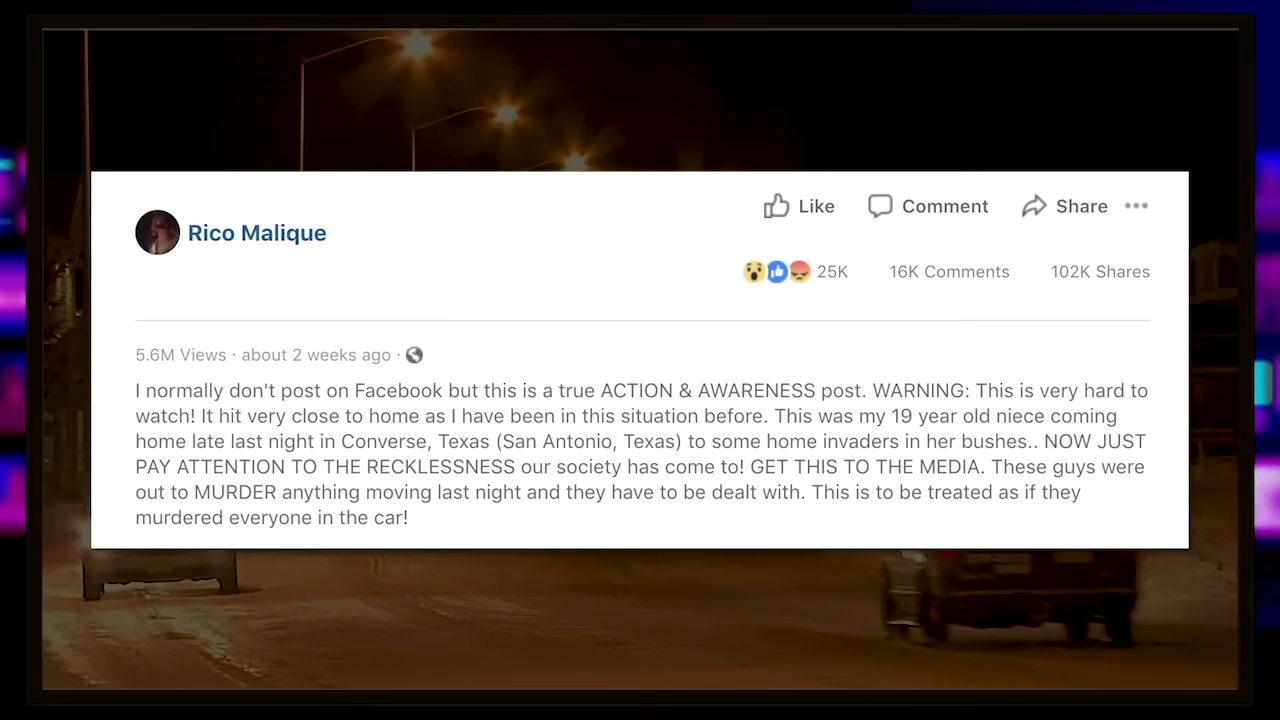 Rico Malique
Like Comment Share
25K 16K Comments 102K Shares
5.6M Views · about 2 weeks ago ·
I normally don't post on Facebook but this is a true ACTION & AWARENESS post. WARNING: This is very hard to
watch! It hit very close to home as I have been in this situation before. This was my 19 year old niece coming
home late last night in Converse, Texas (San Antonio, Texas) to some home invaders in her bushes.. NOW JUST
PAY ATTENTION TO THE RECKLESSNESS our society has come to! GET THIS TO THE MEDIA. These guys were
out to MURDER anything moving last night and they have to be dealt with. This is to be treated as if they
murdered everyone in the car!